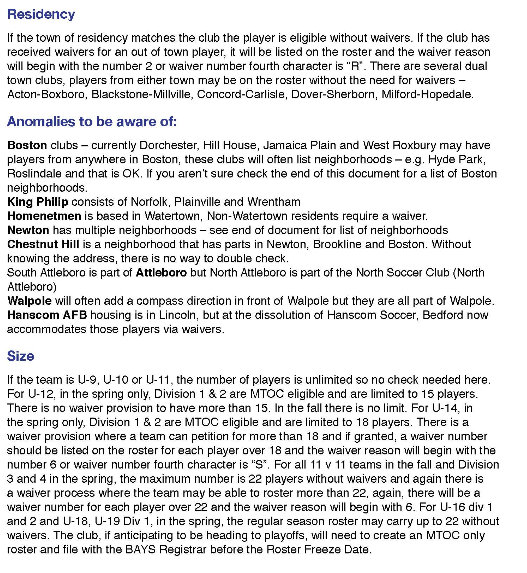 Residency
If the town of residency matches the club the player is eligible without waivers. If the club has
received waivers for an out of town player, it will be listed on the roster and the waiver reason
will begin with the number 2 or waiver number fourth character is "R". There are several dual
town clubs, players from either town may be on the roster without the need for waivers –
Acton-Boxboro, Blackstone-Millville, Concord-Carlisle, Dover-Sherborn, Milford-Hopedale.
Anomalies to be aware of:
Boston clubs – currently Dorchester, Hill House, Jamaica Plain and West Roxbury may have
players from anywhere in Boston, these clubs will often list neighborhoods – e.g. Hyde Park,
Roslindale and that is OK. If you aren't sure check the end of this document for a list of Boston
neighborhoods.
King Philip consists of Norfolk, Plainville and Wrentham
Homenetmen is based in Watertown, Non-Watertown residents require a waiver.
Newton has multiple neighborhoods – see end of document for list of neighborhoods
Chestnut Hill is a neighborhood that has parts in Newton, Brookline and Boston. Without
knowing the address, there is no way to double check.
South Attleboro is part of Attleboro but North Attleboro is part of the North Soccer Club (North
Attleboro)
Walpole will often add a compass direction in front of Walpole but they are all part of Walpole.
Hanscom AFB housing is in Lincoln, but at the dissolution of Hanscom Soccer, Bedford now
accommodates those players via waivers.
Size
If the team is U-9, U-10 or U-11, the number of players is unlimited so no check needed here.
For U-12, in the spring only, Division 1 & 2 are MTOC eligible and are limited to 15 players.
There is no waiver provision to have more than 15. In the fall there is no limit. For U-14, in
the spring only, Division 1 & 2 are MTOC eligible and are limited to 18 players. There is a
waiver provision where a team can petition for more than 18 and if granted, a waiver number
should be listed on the roster for each player over 18 and the waiver reason will begin with the
number 6 or waiver number fourth character is "S". For all 11 v 11 teams in the fall and Division
3 and 4 in the spring, the maximum number is 22 players without waivers and again there is
a waiver process where the team may be able to roster more than 22, again, there will be a
waiver number for each player over 22 and the waiver reason will begin with 6. For U-16 div 1
and 2 and U-18, U-19 Div 1, in the spring, the regular season roster may carry up to 22 without
waivers. The club, if anticipating to be heading to playoffs, will need to create an MTOC only
roster and file with the BAYS Registrar before the Roster Freeze Date.